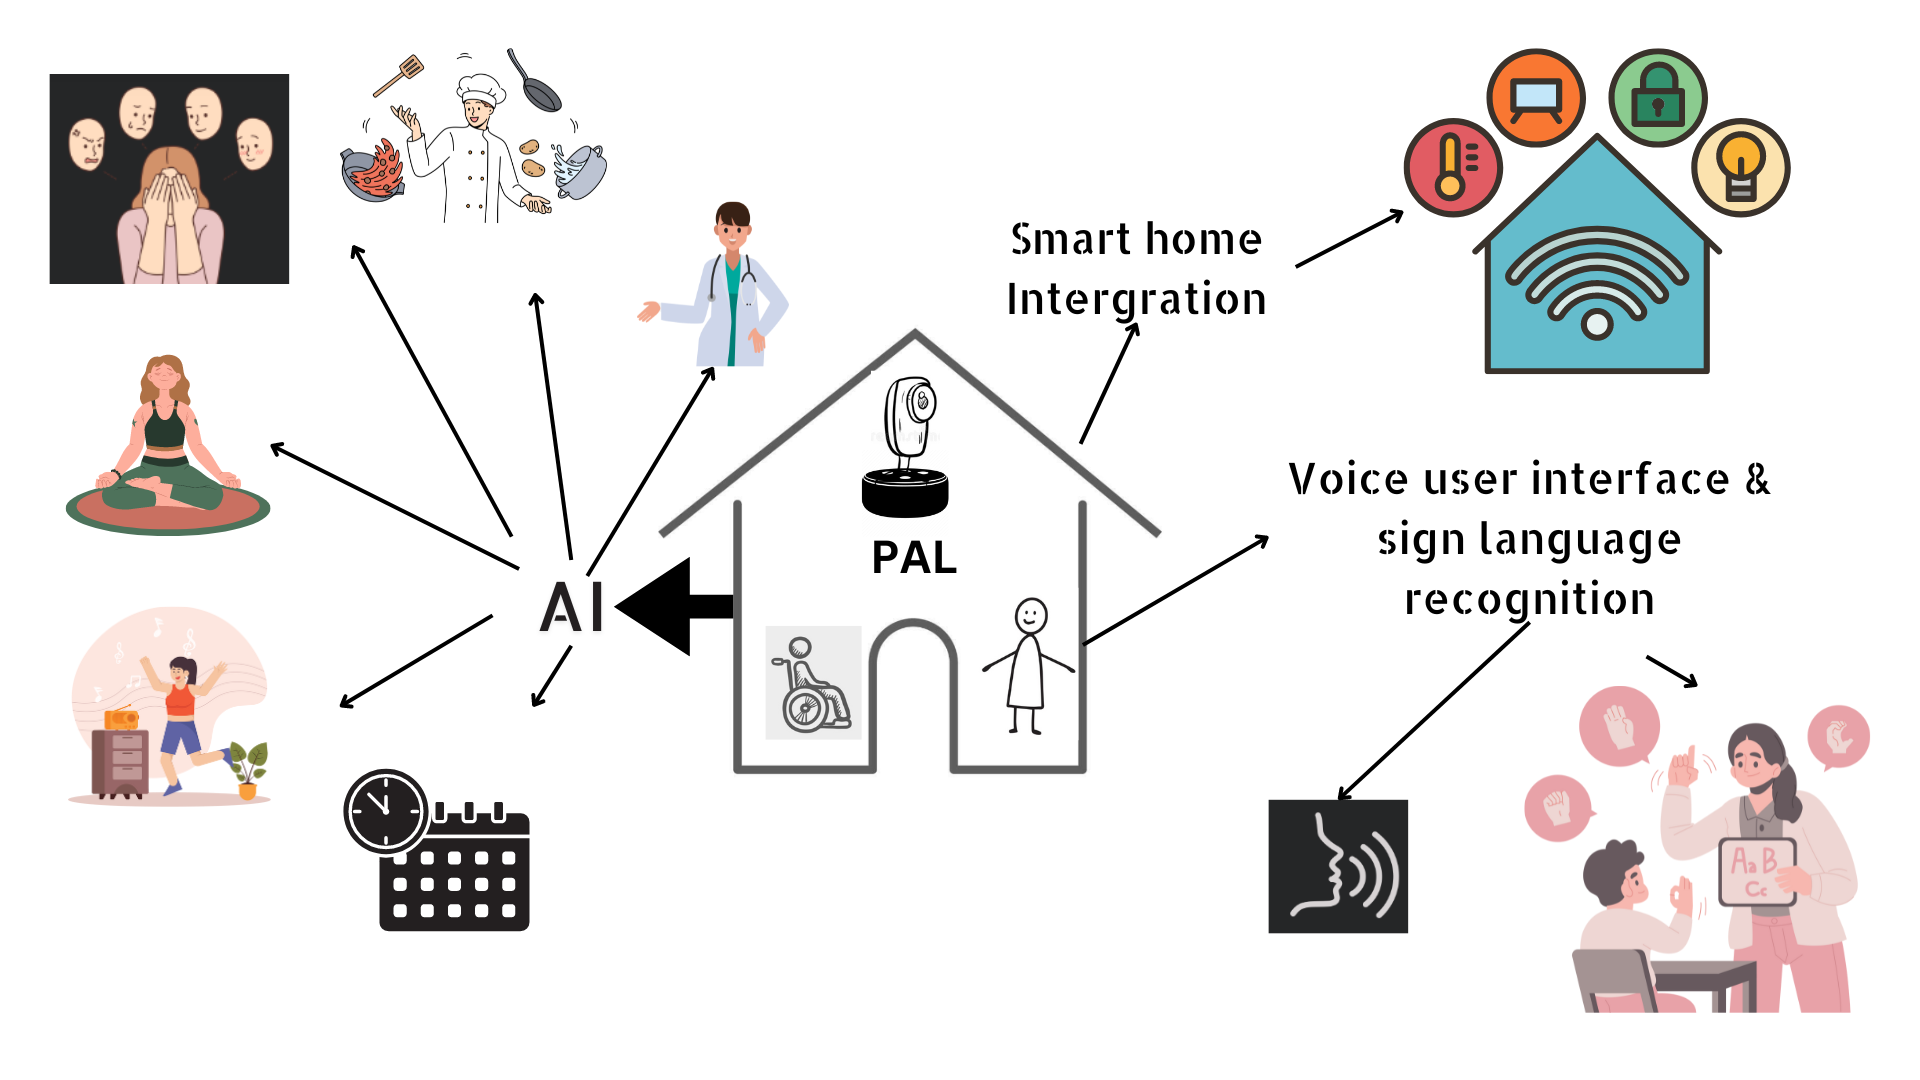 Smart home
Intergration
Voice user interface &
sign language
recognition
PAL
AI
Aa B
Cc